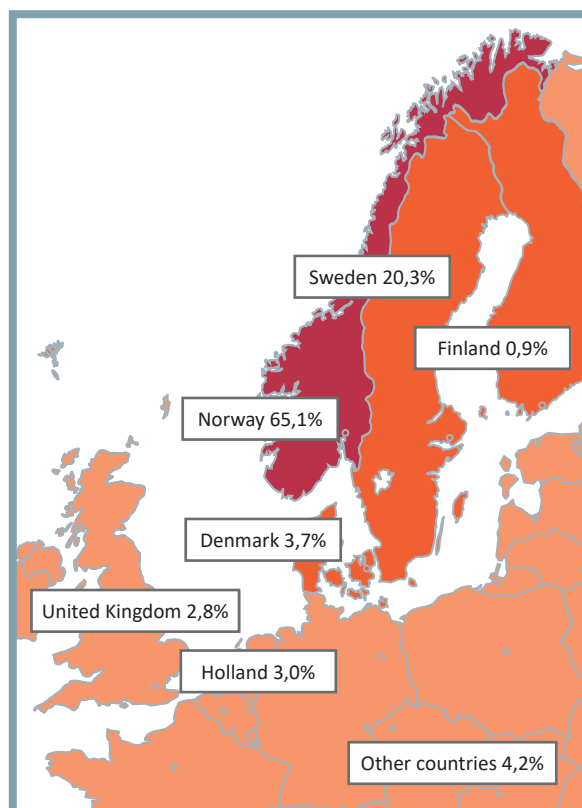 Sweden 20,3%
Finland 0,9%
Norway 65,1%
Denmark 3,7%
United Kingdom 2,8%
Holland 3,0%
Other countries 4,2%